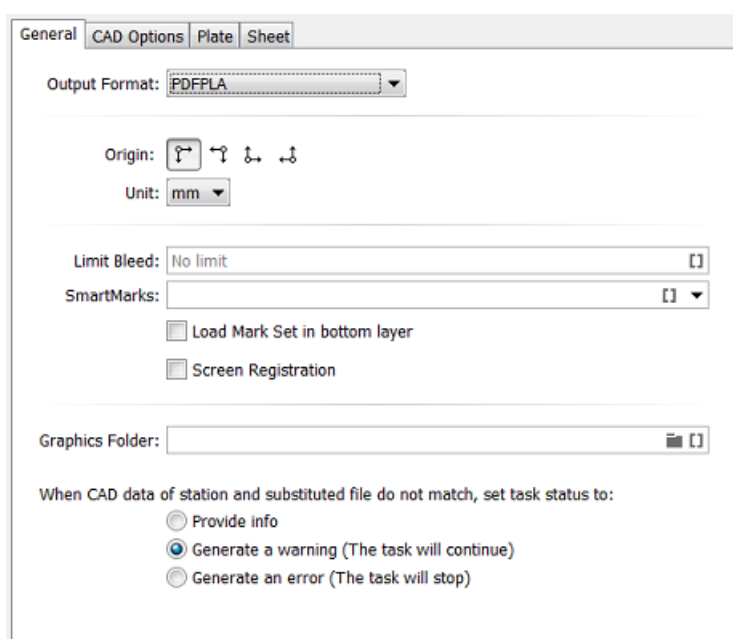 General CAD Options Plate Sheet
Output Format: PDFPLA
Origin:
Unit: mm
Limit Bleed: No limit
SmartMarks:
Load Mark Set in bottom layer
Screen Registration
Graphics Folder:
When CAD data of station and substituted file do not match, set task status to:
Provide info
Generate a warning (The task will continue)
Generate an error (The task will stop)